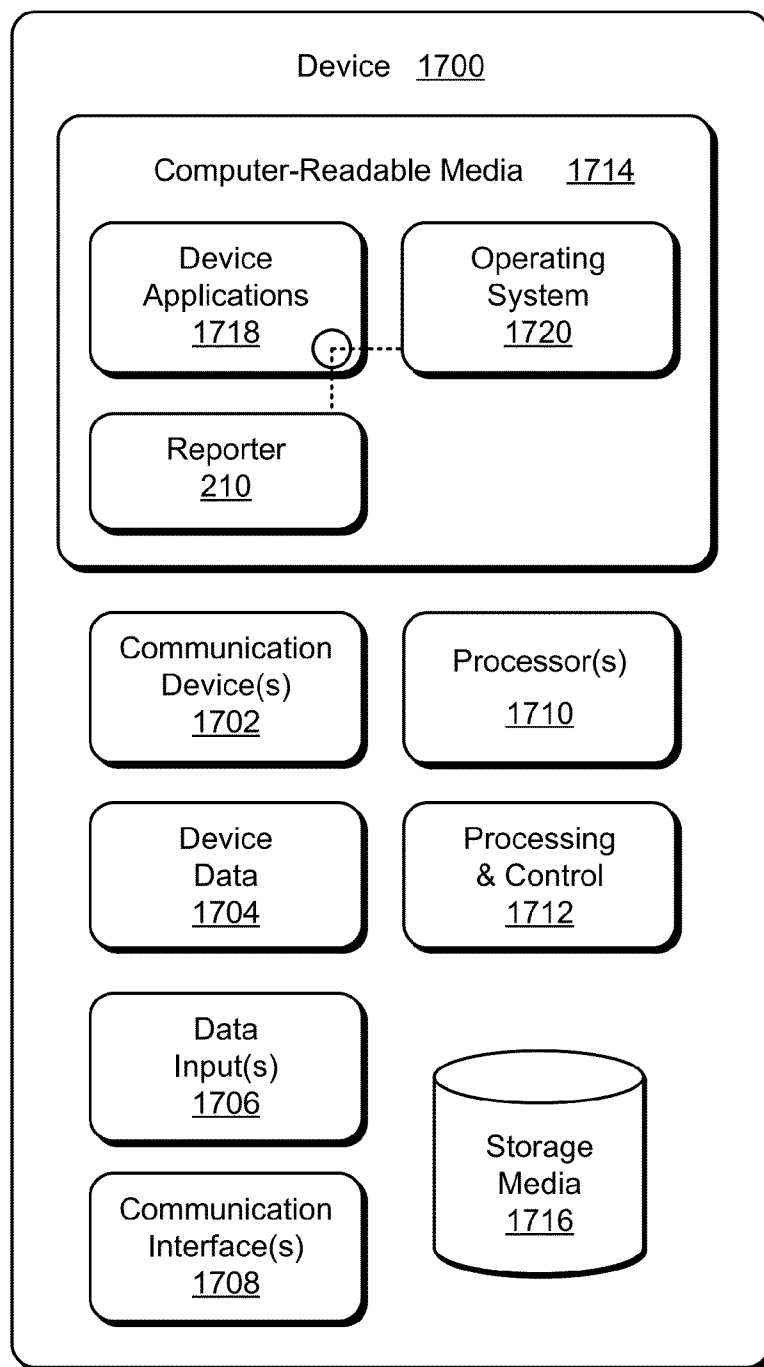 Device 1700
Computer-Readable Media 1714
Device
Applications
1718
Operating
System
1720
Reporter
210
Communication
Device(s)
1702
Processor(s)
1710
Device
Data
1704
Processing
& Control
1712
Data
Input(s)
1706
Storage
Media
1716
Communication
Interface(s)
1708